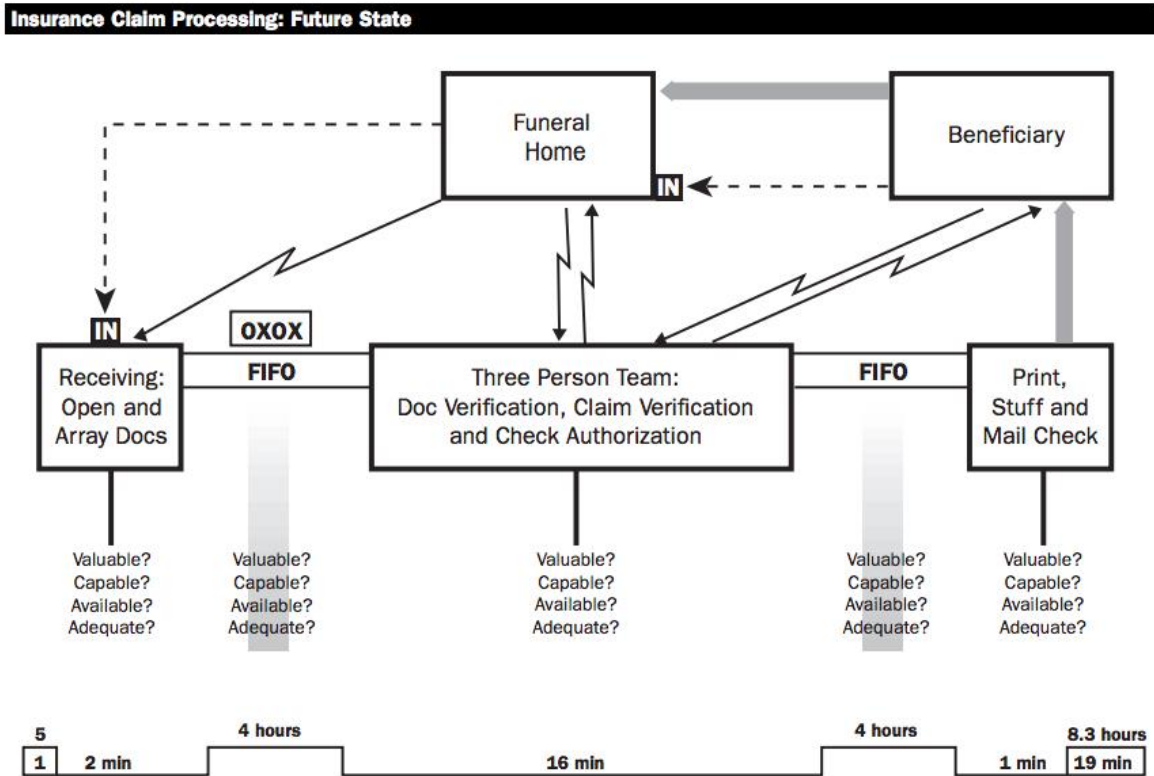 Insurance Claim Processing: Future State
Funeral
Home
Beneficiary
IN
IN
OXOX
FIFO
FIFO
Receiving:
Open and
Array Docs
Three Person Team:
Doc Verification, Claim Verification
and Check Authorization
Print,
Stuff and
Mail Check
Valuable?
Capable?
Available?
Adequate?
Valuable?
Capable?
Available?
Adequate?
Valuable?
Capable?
Available?
Adequate?
Valuable?
Capable?
Available?
Adequate?
Valuable?
Capable?
Available?
Adequate?
5
1
2 min
4 hours
16 min
4 hours
1 min
8.3 hours
19 min